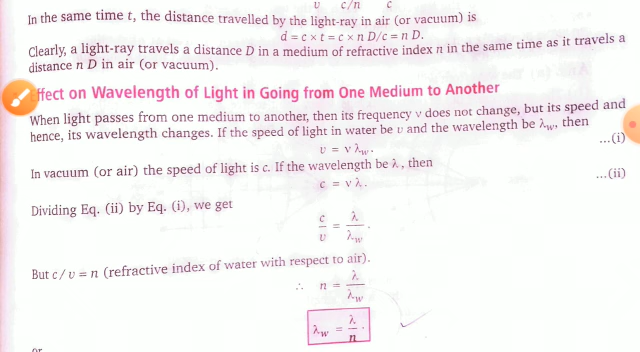 υ c/n c
In the same time t, the distance travelled by the light-ray in air (or vacuum) is
d = c × t = c × n D/c = n D.
Clearly, a light-ray travels a distance D in a medium of refractive index n in the same time as it travels a
distance n D in air (or vacuum).
ffect on Wavelength of Light in Going from One Medium to Another
When light passes from one medium to another, then its frequency ν does not change, but its speed and
hence, its wavelength changes. If the speed of light in water be υ and the wavelength be λw, then
υ = ν λw. ...(i)
In vacuum (or air) the speed of light is c. If the wavelength be λ, then
c = ν λ. ...(ii)
Dividing Eq. (ii) by Eq. (i), we get
c/υ = λ/λw.
But c/υ = n (refractive index of water with respect to air).
∴ n = λ/λw
λw = λ/n.
or